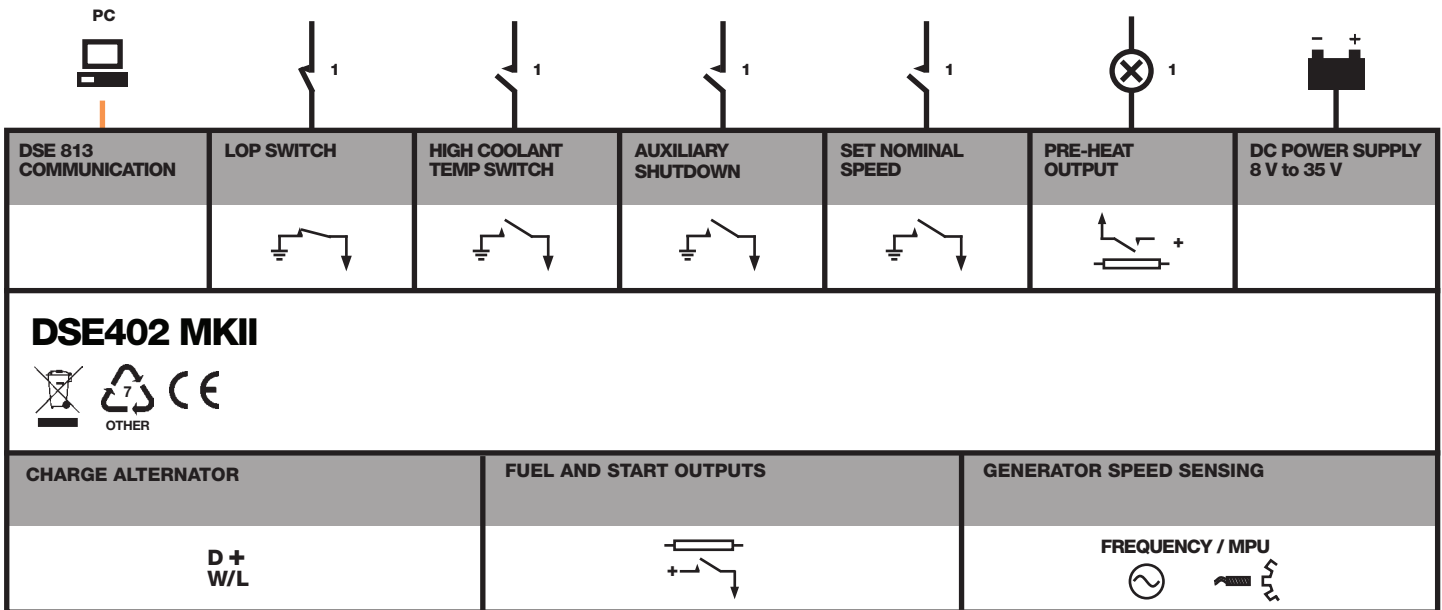 PC
1
1
1
1
1
- +
DSE 813
COMMUNICATION
LOP SWITCH
HIGH COOLANT
TEMP SWITCH
AUXILIARY
SHUTDOWN
SET NOMINAL
SPEED
PRE-HEAT
OUTPUT
DC POWER SUPPLY
8 V to 35 V
+
DSE402 MKII
7
OTHER
CE
CHARGE ALTERNATOR
FUEL AND START OUTPUTS
GENERATOR SPEED SENSING
D +
W/L
+
FREQUENCY / MPU